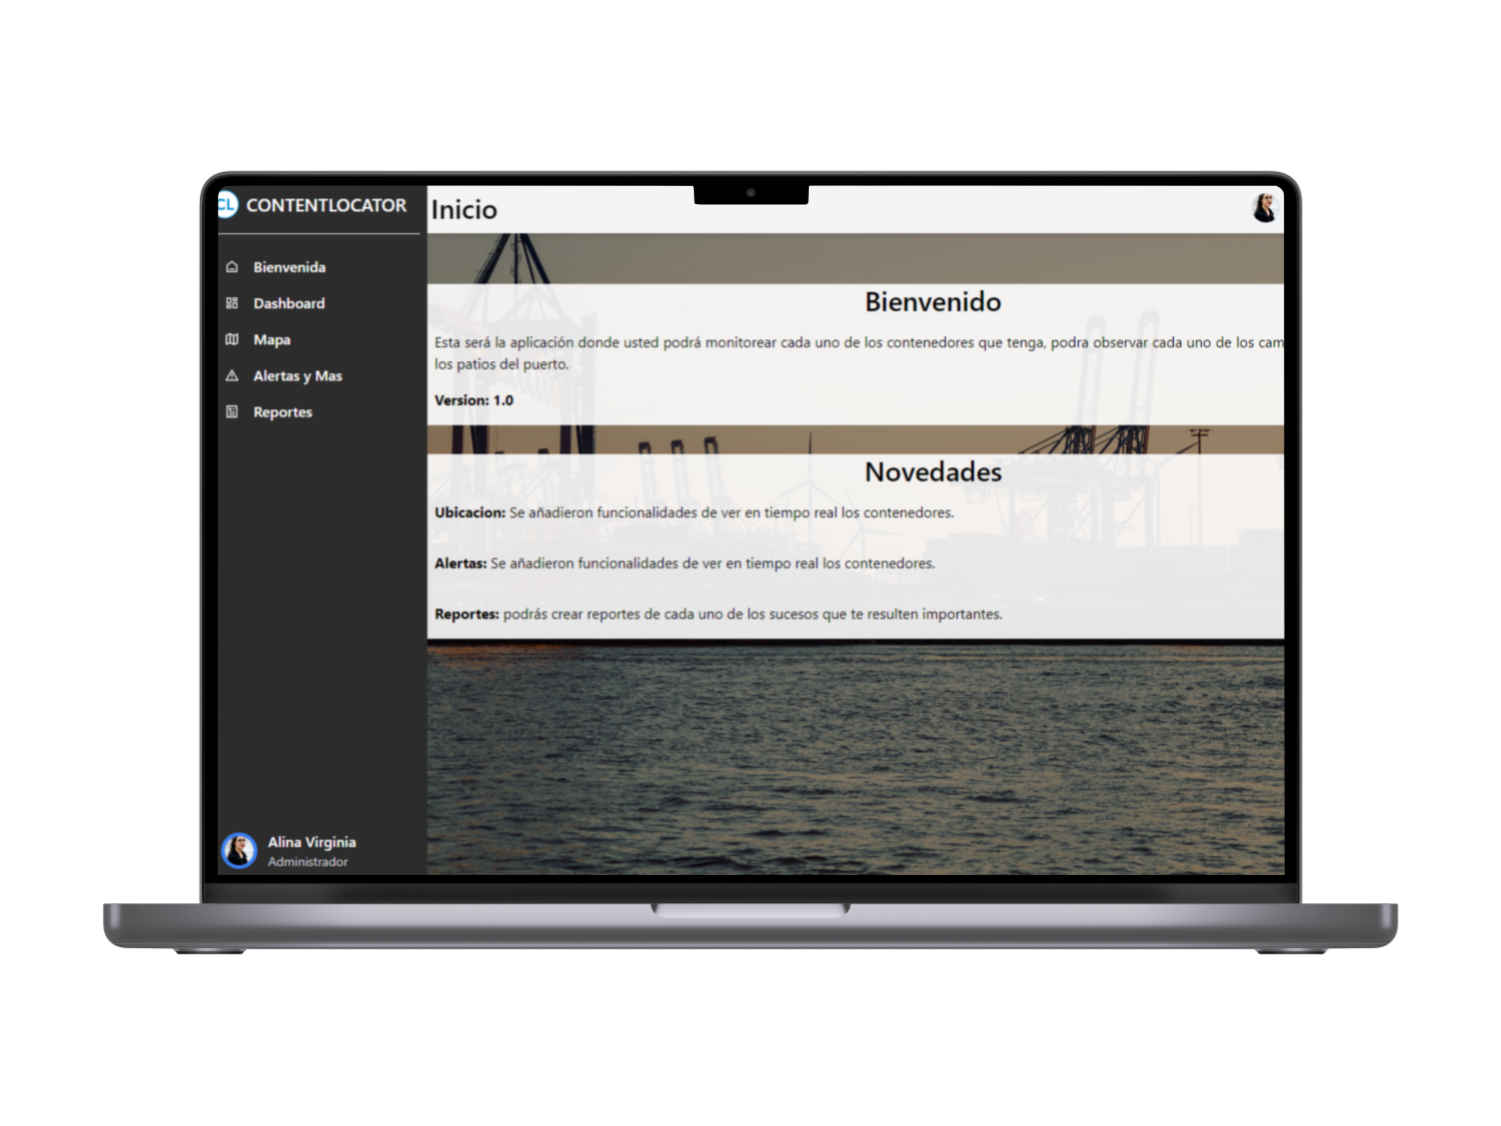 CL CONTENTLOCATOR
Inicio
Bienvenida
Dashboard
Mapa
Alertas y Mas
Reportes
Alina Virginia
Administrador
Bienvenido
Esta será la aplicación donde usted podrá monitorear cada uno de los contenedores que tenga, podra observar cada uno de los cam
los patios del puerto.
Version: 1.0
Novedades
Ubicacion: Se añadieron funcionalidades de ver en tiempo real los contenedores.
Alertas: Se añadieron funcionalidades de ver en tiempo real los contenedores.
Reportes: podrás crear reportes de cada uno de los sucesos que te resulten importantes.